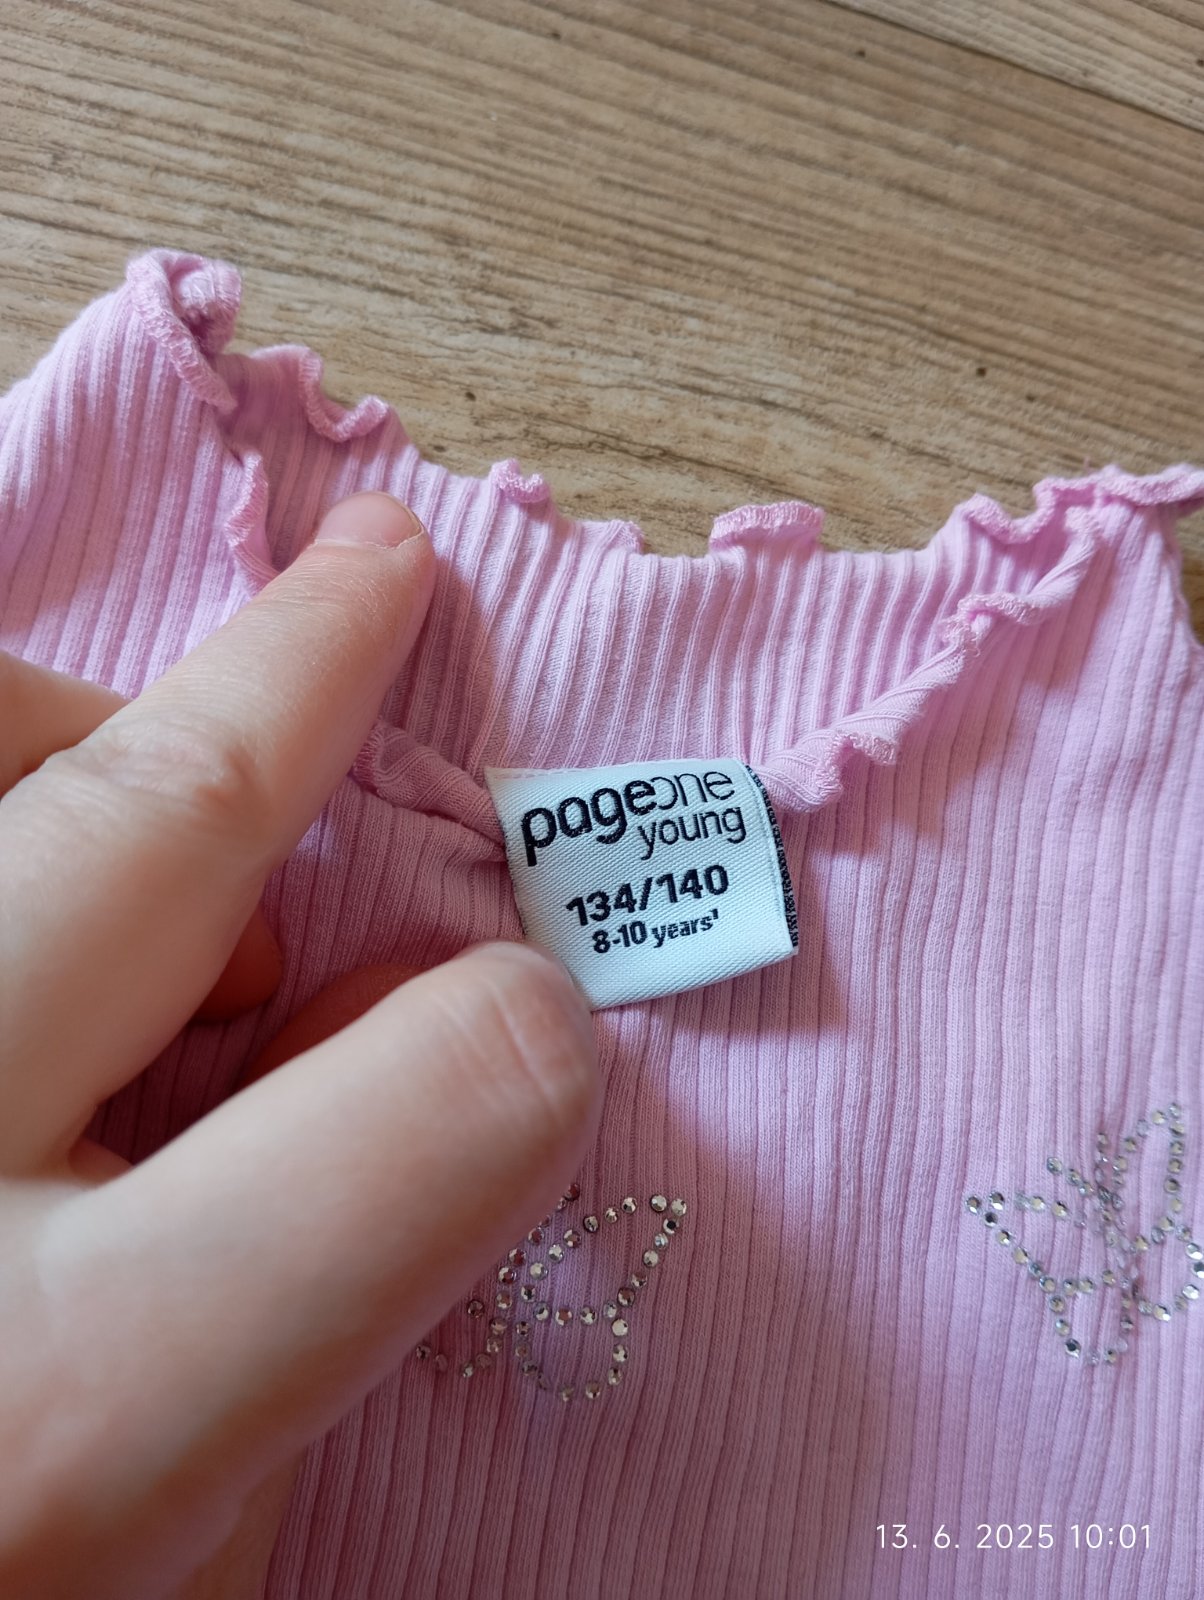 pageone
young
134/140
8-10 years'
13. 6. 2025 10:01